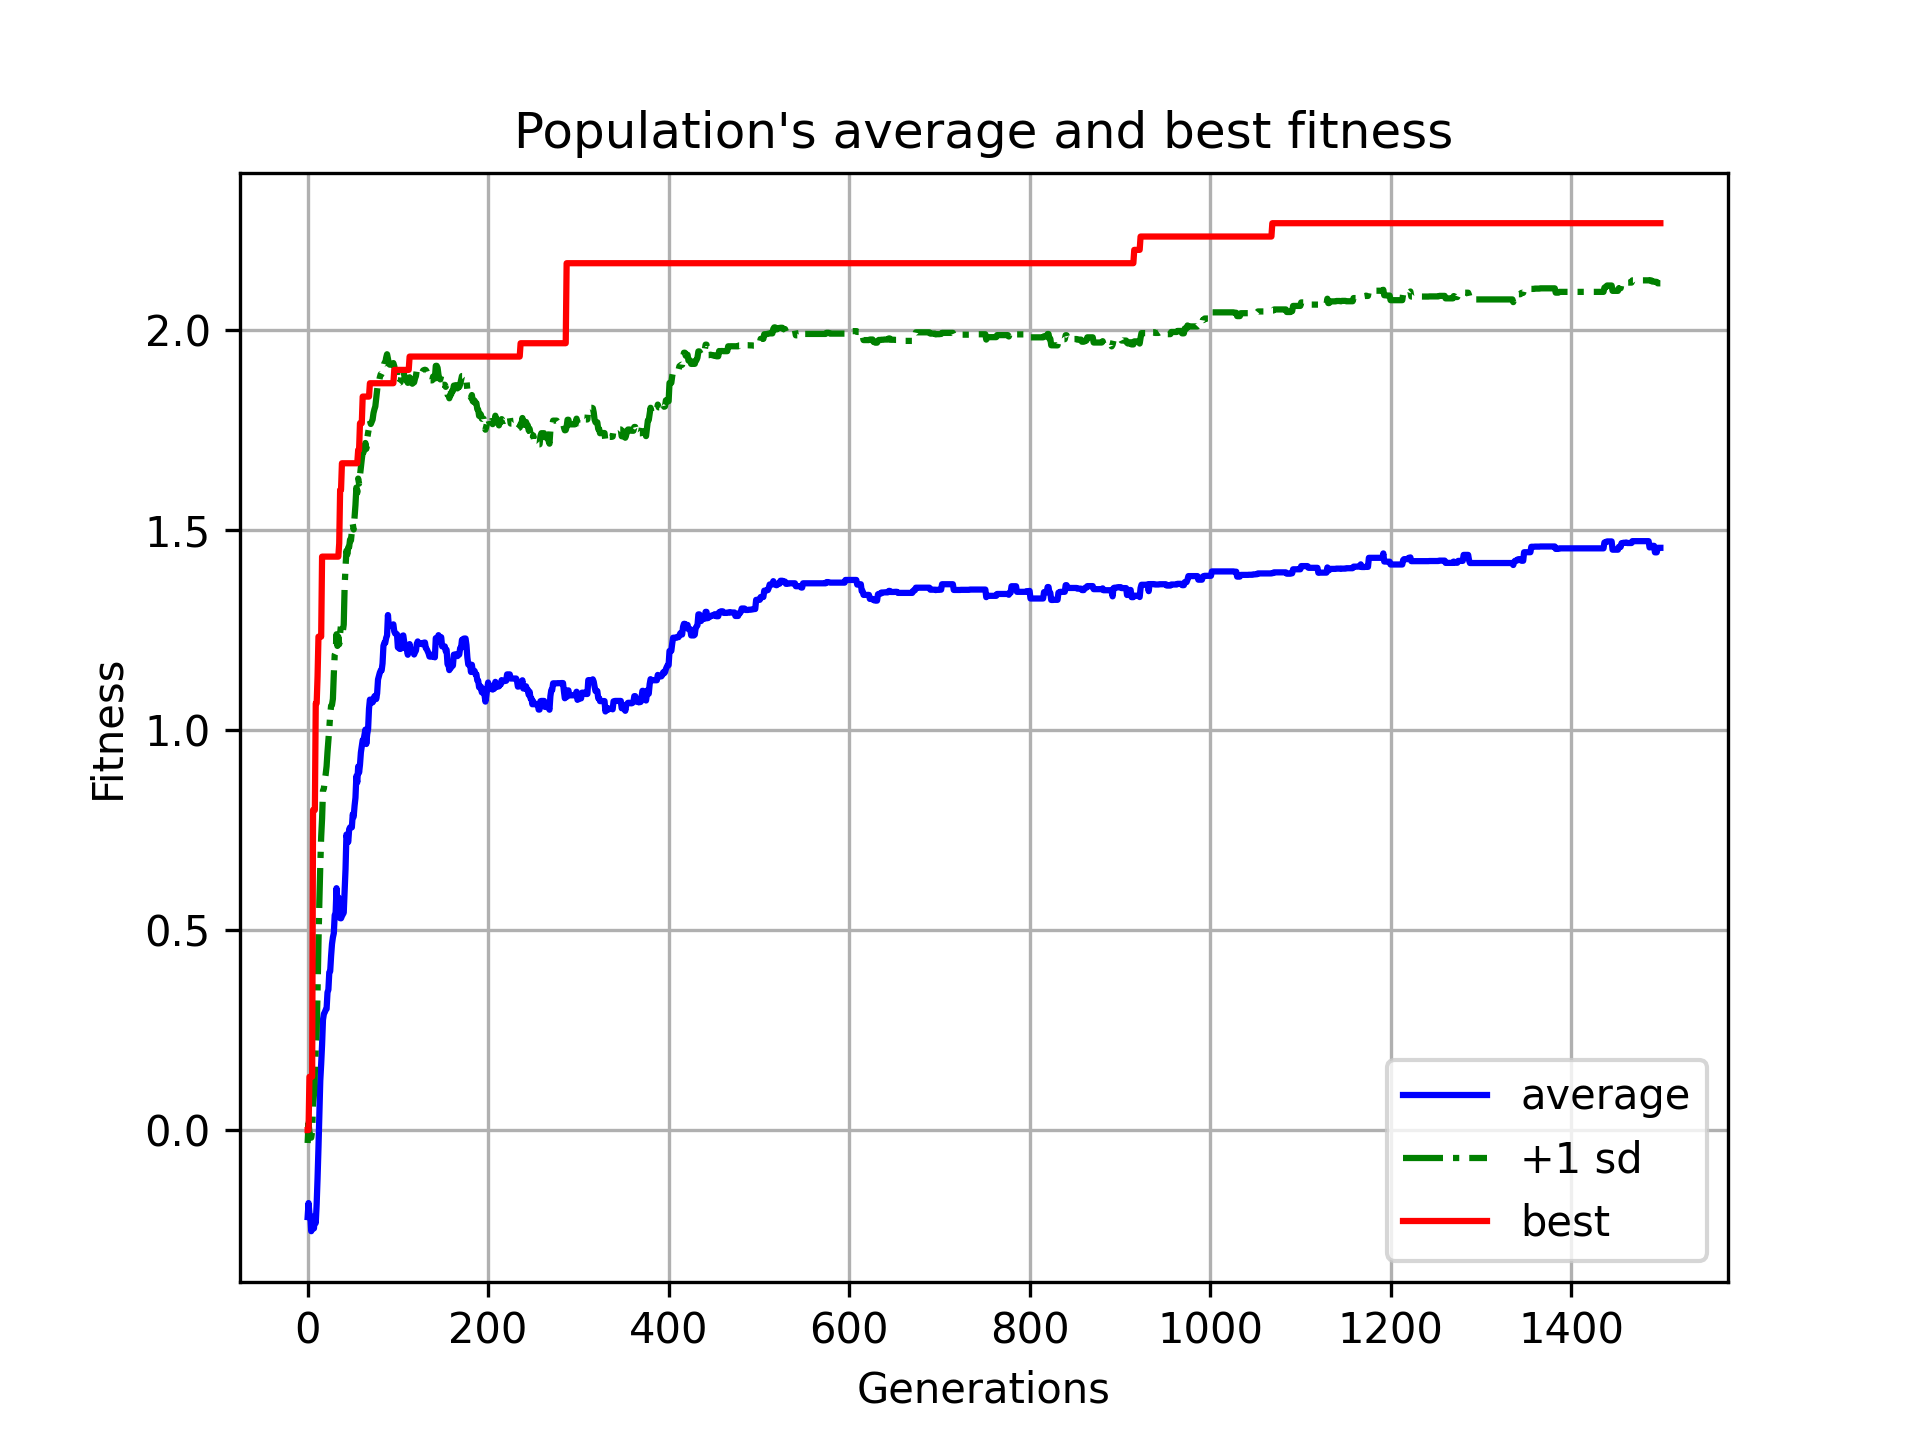 Population's average and best fitness
Fitness
2.0
1.5
1.0
0.5
0.0
0 200 400 600 800 1000 1200 1400
Generations
average
+1 sd
best